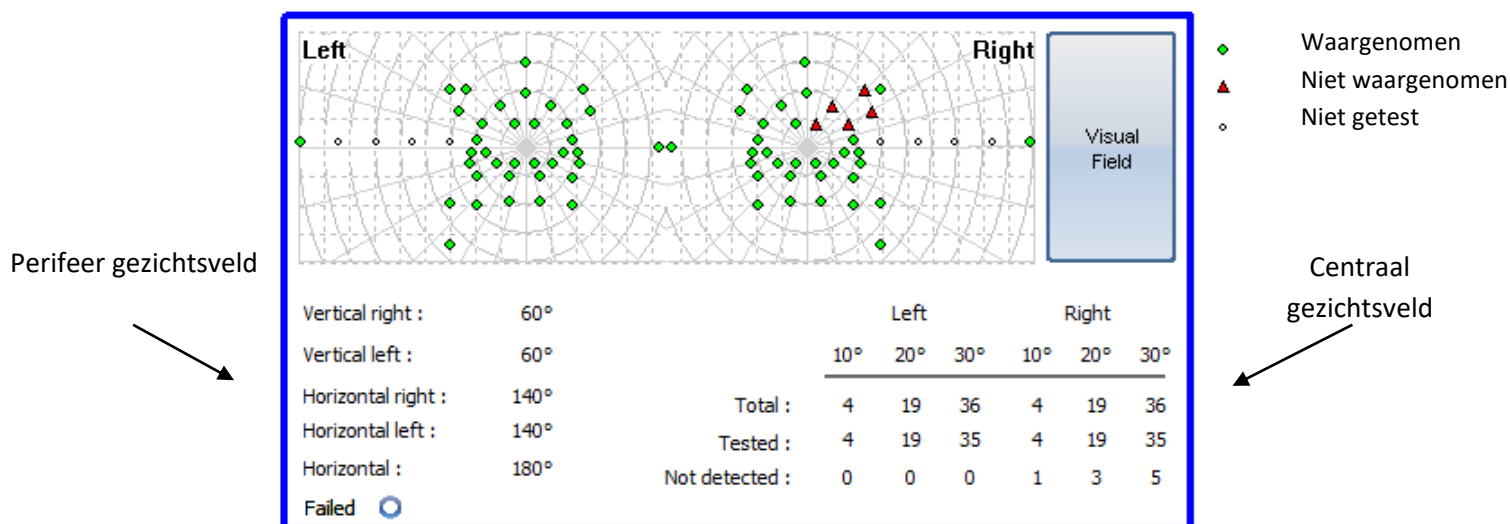 Left
Right
Visual
Field
Waargenomen
Niet waargenomen
Niet getest
Perifeer gezichtsveld
Centraal
gezichtsveld
Vertical right : 60°
Vertical left : 60°
Horizontal right : 140°
Horizontal left : 140°
Horizontal : 180°
Failed
Left Right
10° 20° 30° 10° 20° 30°
Total : 4 19 36 4 19 36
Tested : 4 19 35 4 19 35
Not detected : 0 0 0 1 3 5